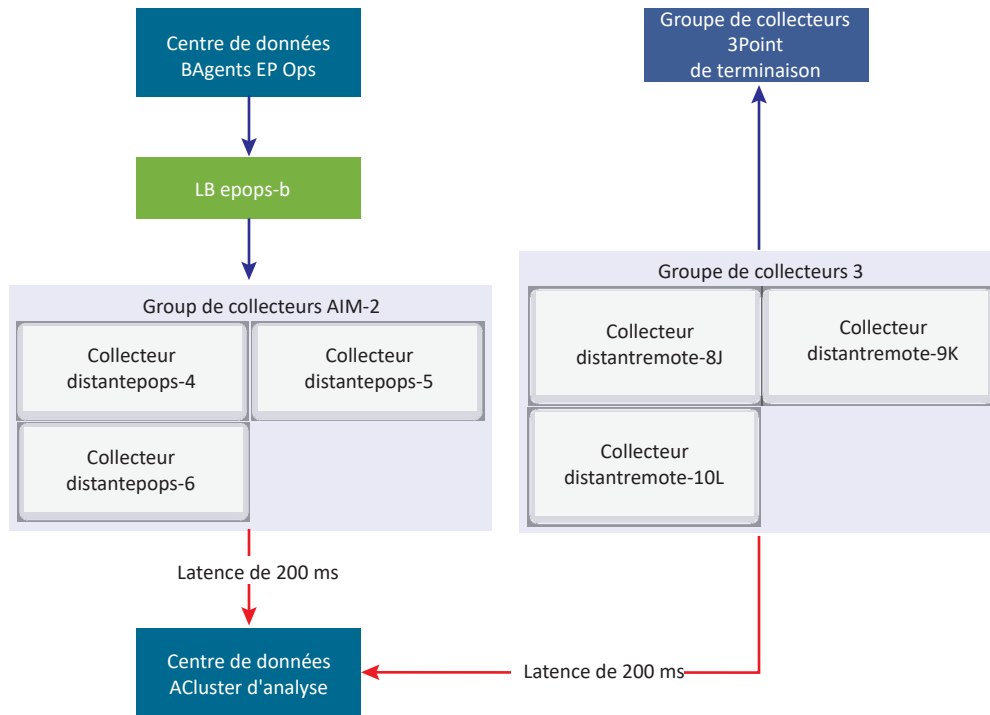 Centre de données
BAgents EP Ops
LB epops-b
Group de collecteurs AIM-2
Collecteur
distantepops-4
Collecteur
distantepops-5
Collecteur
distantepops-6
Latence de 200 ms
Centre de données
ACluster d'analyse
Groupe de collecteurs
3Point
de terminaison
Groupe de collecteurs 3
Collecteur
distantremote-8J
Collecteur
distantremote-9K
Collecteur
distantremote-10L
Latence de 200 ms